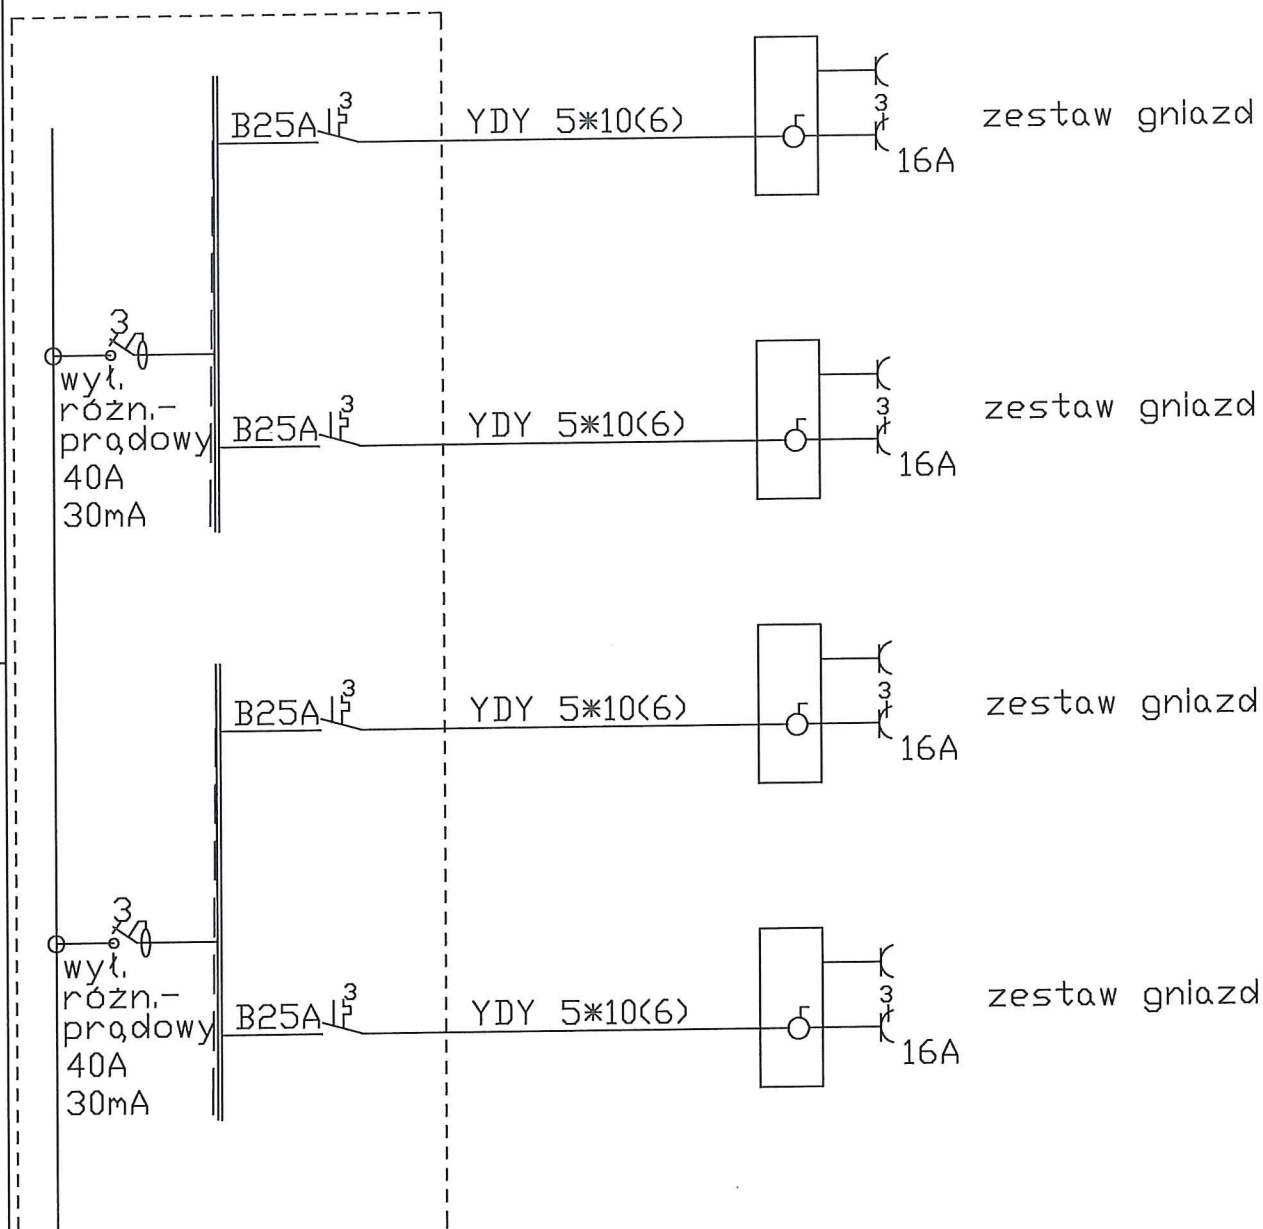 B25A 3 YDY 5*10(6) 3 16A zestaw gniazd
3
wył.
różn.-
prądowy
40A
30mA
B25A 3 YDY 5*10(6) 3 16A zestaw gniazd
B25A 3 YDY 5*10(6) 3 16A zestaw gniazd
3
wył.
różn.-
prądowy
40A
30mA
B25A 3 YDY 5*10(6) 3 16A zestaw gniazd